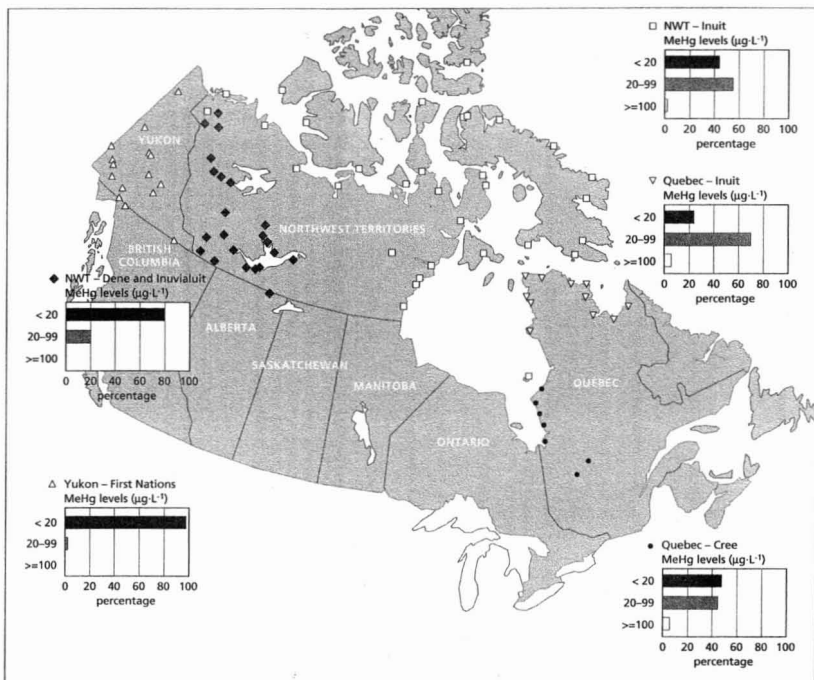 □ NWT – Inuit
MeHg levels (µg·L⁻¹)
< 20
20–99
>=100
0 20 40 60 80 100
percentage
▽ Quebec – Inuit
MeHg levels (µg·L⁻¹)
< 20
20–99
>=100
0 20 40 60 80 100
percentage
YUKON
NORTHWEST TERRITORIES
BRITISH
COLUMBIA
◆ NWT – Dene and Inuvialuit
MeHg levels (µg·L⁻¹)
< 20
20–99
>=100
0 20 40 60 80 100
percentage
ALBERTA
SASKATCHEWAN
MANITOBA
ONTARIO
QUEBEC
△ Yukon – First Nations
MeHg levels (µg·L⁻¹)
< 20
20–99
>=100
0 20 40 60 80 100
percentage
• Quebec – Cree
MeHg levels (µg·L⁻¹)
< 20
20–99
>=100
0 20 40 60 80 100
percentage